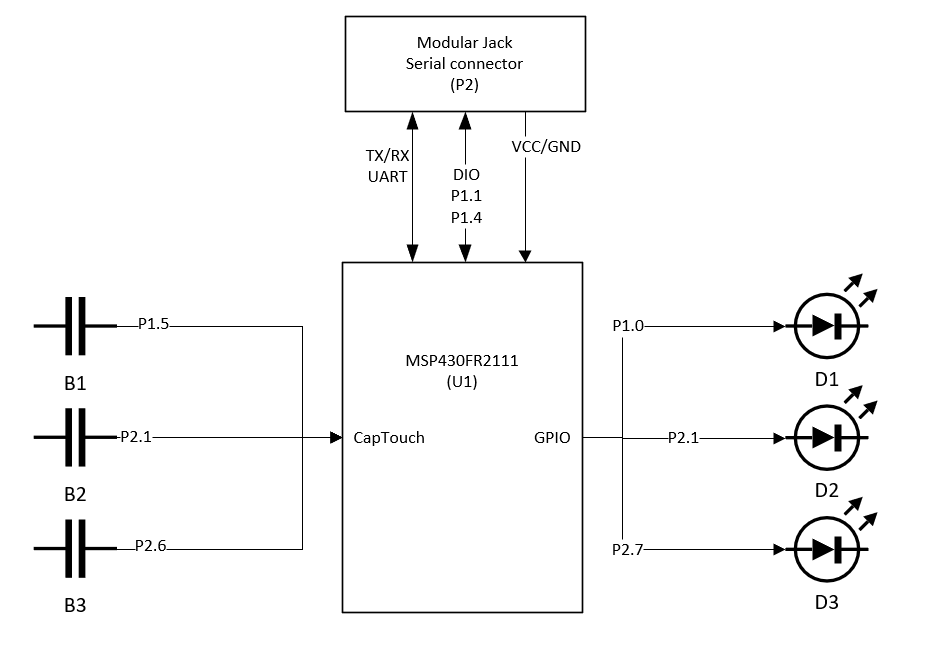 Modular Jack
Serial connector
(P2)
TX/RX
UART
DIO
P1.1
P1.4
VCC/GND
MSP430FR2111
(U1)
CapTouch
GPIO
P1.5
B1
P2.1
B2
P2.6
B3
P1.0
D1
P2.1
D2
P2.7
D3